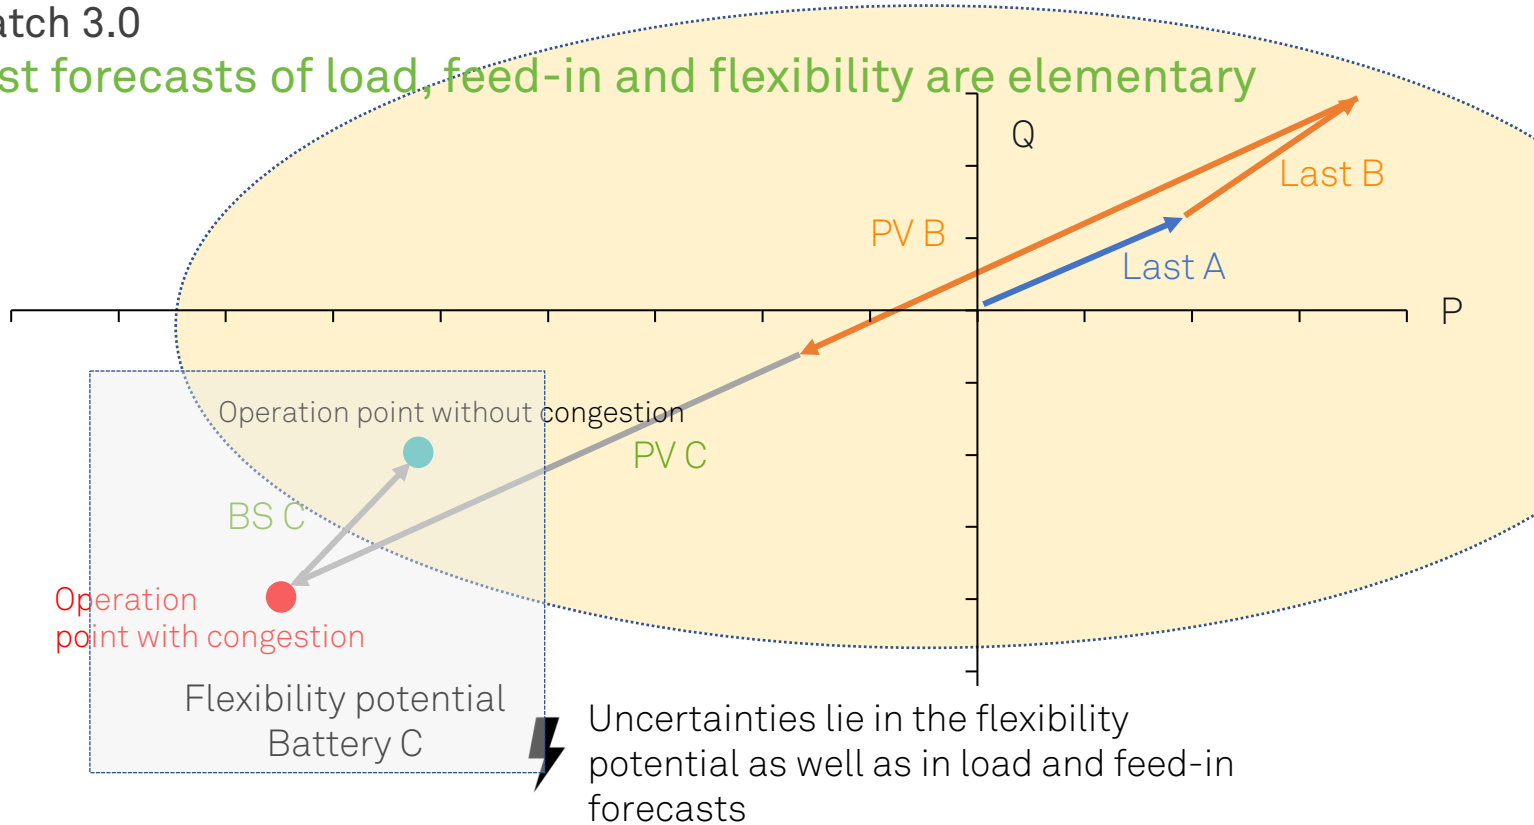 atch 3.0
st forecasts of load, feed-in and flexibility are elementary
Q
Last B
PV B
Last A
P
Operation point without congestion
PV C
BS C
Operation
point with congestion
Flexibility potential
Battery C
Uncertainties lie in the flexibility
potential as well as in load and feed-in
forecasts